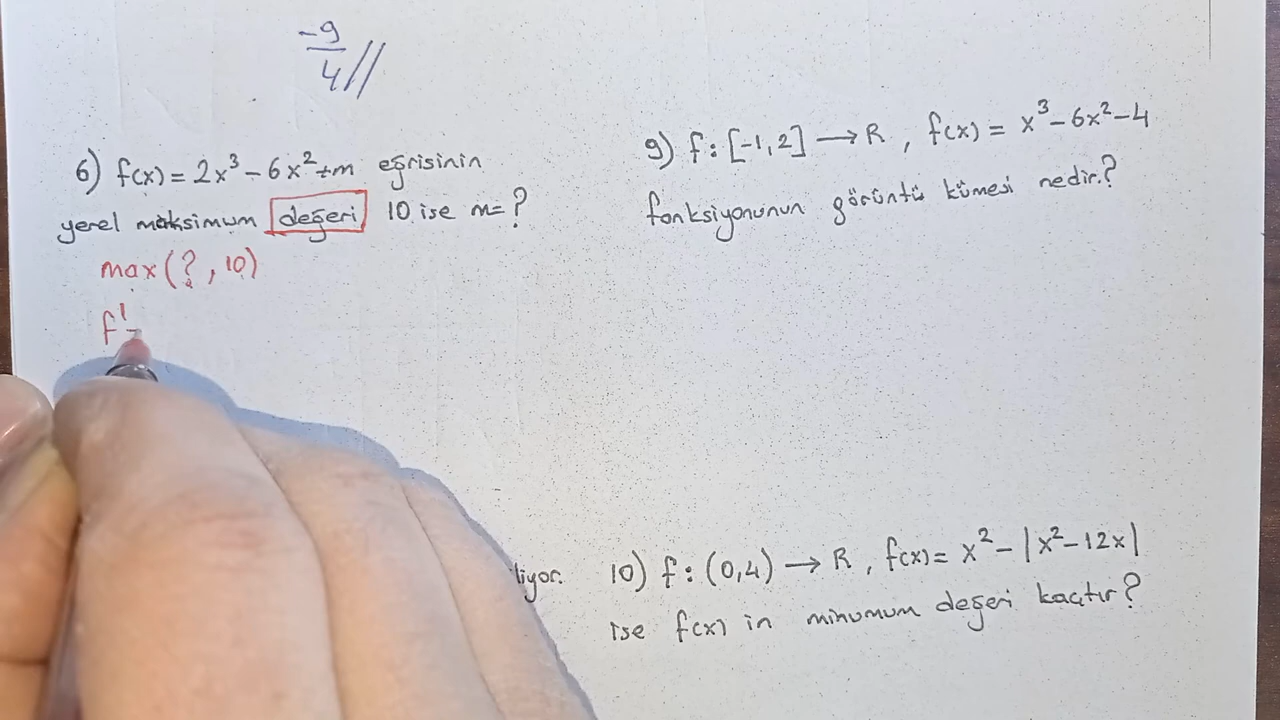 -9
4 //
6) f(x) = 2x³ - 6x² + m eğrisinin
yerel maksimum değeri 10 ise m = ?
max (?, 10)
f' -
9) f : [-1, 2] → R , f(x) = x³ - 6x² - 4
fonksiyonunun görüntü kümesi nedir.?
liyor.
10) f : (0,4) → R , f(x) = x² - |x² - 12x|
ise f(x) in minumum değeri kaçtır?